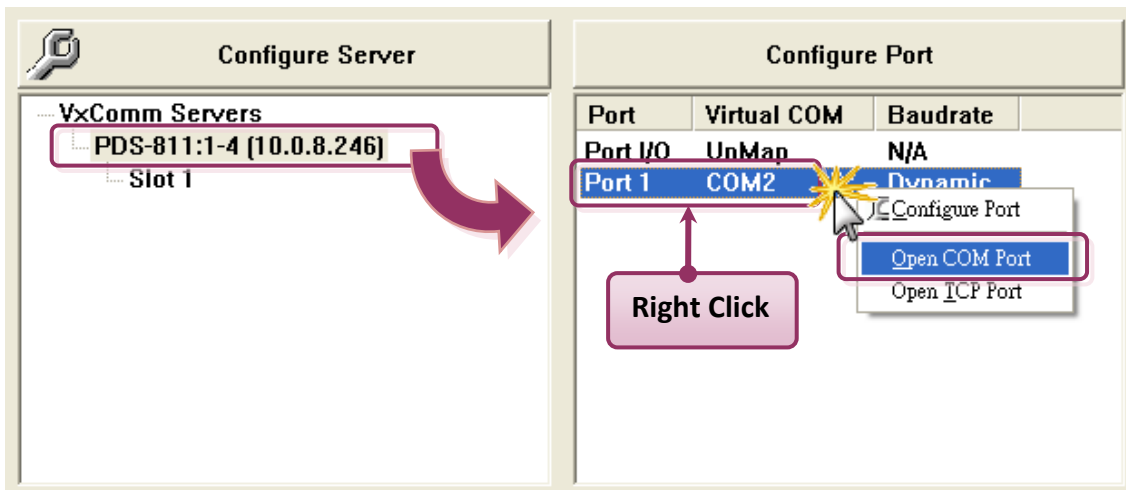 Configure Server
VxComm Servers
PDS-811:1-4 (10.0.8.246)
Slot 1
Configure Port
Port Virtual COM Baudrate
Port I/O UnMap N/A
Port 1 COM2 Dynamic
Configure Port
Open COM Port
Open TCP Port
Right Click